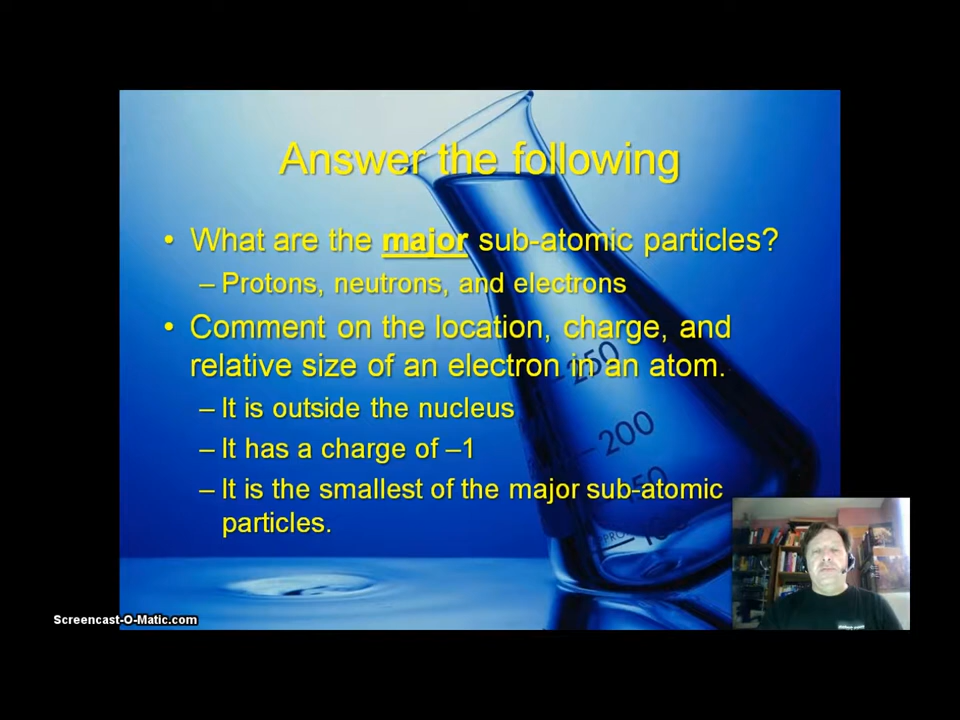 Answer the following
• What are the major sub-atomic particles?
– Protons, neutrons, and electrons
• Comment on the location, charge, and
relative size of an electron in an atom.
250
– It is outside the nucleus
200
– It has a charge of –1
– It is the smallest of the major sub-atomic
particles.
Screencast-O-Matic.com